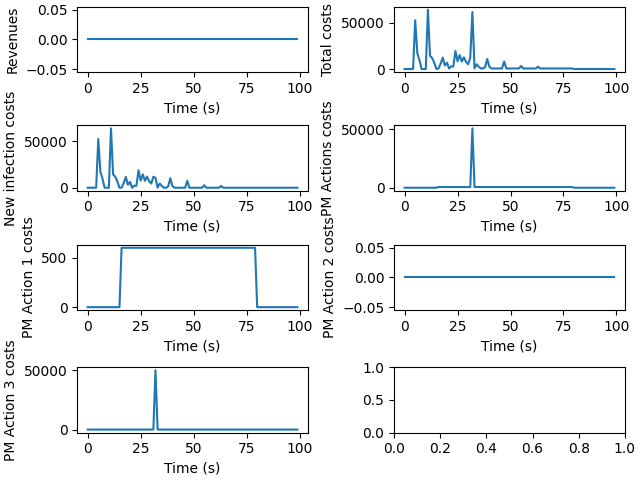 Revenues
0.05
0.00
−0.05
0 25 50 75 100
Time (s)
Total costs
50000
0
0 25 50 75 100
Time (s)
New infection costs
50000
0
0 25 50 75 100
Time (s)
PM Actions costs
50000
0
0 25 50 75 100
Time (s)
PM Action 1 costs
500
0
0 25 50 75 100
Time (s)
PM Action 2 costs
0.05
0.00
−0.05
0 25 50 75 100
Time (s)
PM Action 3 costs
50000
0
0 25 50 75 100
Time (s)
1.0
0.5
0.0
0.0 0.2 0.4 0.6 0.8 1.0